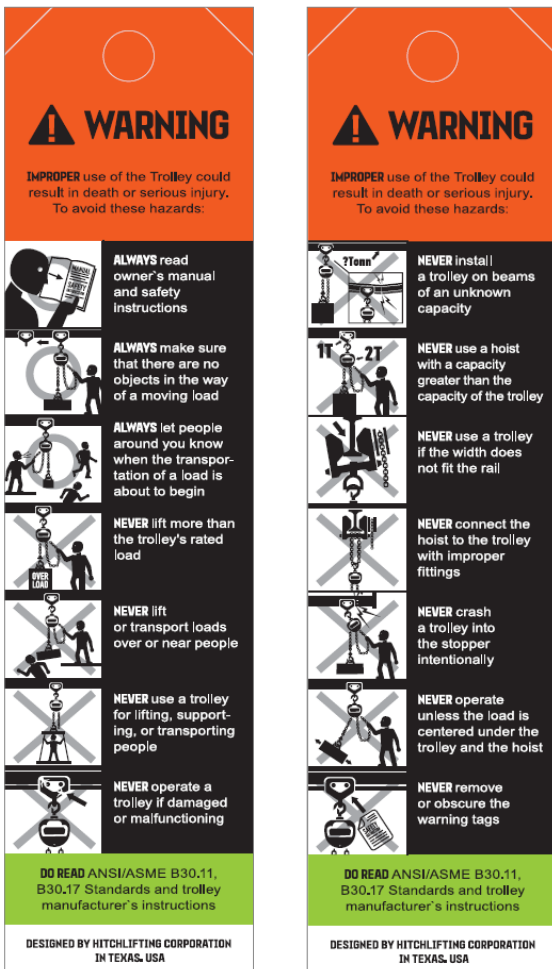 WARNING
IMPROPER use of the Trolley could
result in death or serious injury.
To avoid these hazards:
MANUAL
SAFETY
ALWAYS read
owner`s manual
and safety
instructions
ALWAYS make sure
that there are no
objects in the way
of a moving load
ALWAYS let people
around you know
when the transpor-
tation of a load is
about to begin
OVER
LOAD
NEVER lift more than
the trolley's rated
load
NEVER lift
or transport loads
over or near people
NEVER use a trolley
for lifting, support-
ing, or transporting
people
NEVER operate a
trolley if damaged
or malfunctioning
DO READ ANSI/ASME B30.11,
B30.17 Standards and trolley
manufacturer`s instructions
DESIGNED BY HITCHLIFTING CORPORATION
IN TEXAS, USA
WARNING
IMPROPER use of the Trolley could
result in death or serious injury.
To avoid these hazards:
?Tonn
NEVER install
a trolley on beams
of an unknown
capacity
1T 2T
NEVER use a hoist
with a capacity
greater than the
capacity of the trolley
NEVER use a trolley
if the width does
not fit the rail
NEVER connect the
hoist to the trolley
with improper
fittings
NEVER crash
a trolley into
the stopper
intentionally
NEVER operate
unless the load is
centered under the
trolley and the hoist
NEVER remove
or obscure the
warning tags
DO READ ANSI/ASME B30.11,
B30.17 Standards and trolley
manufacturer`s instructions
DESIGNED BY HITCHLIFTING CORPORATION
IN TEXAS, USA